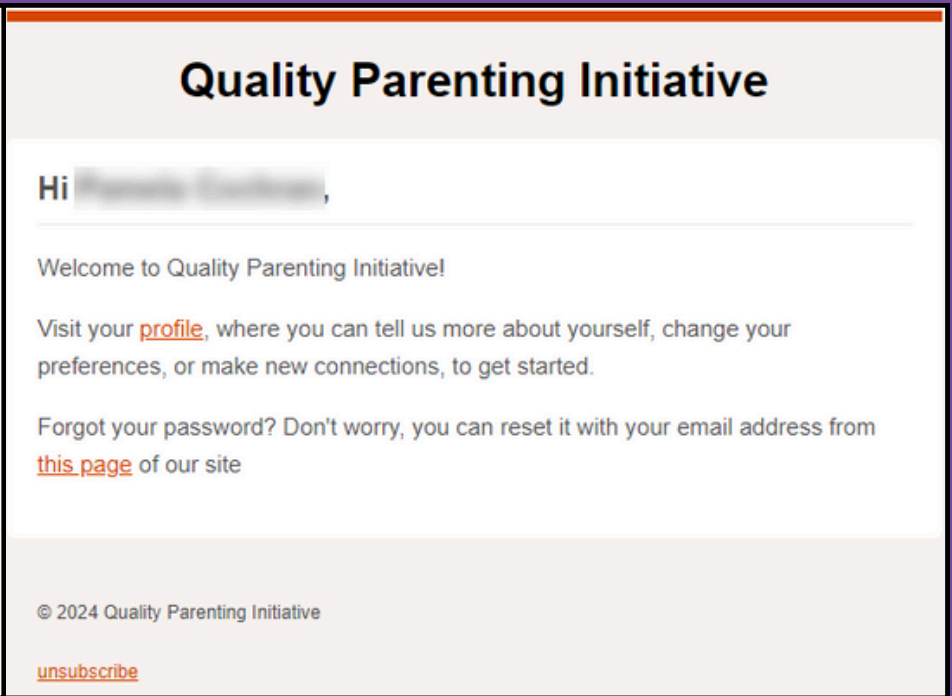 Quality Parenting Initiative
Hi ,
Welcome to Quality Parenting Initiative!
Visit your profile, where you can tell us more about yourself, change your
preferences, or make new connections, to get started.
Forgot your password? Don't worry, you can reset it with your email address from
this page of our site
© 2024 Quality Parenting Initiative
unsubscribe